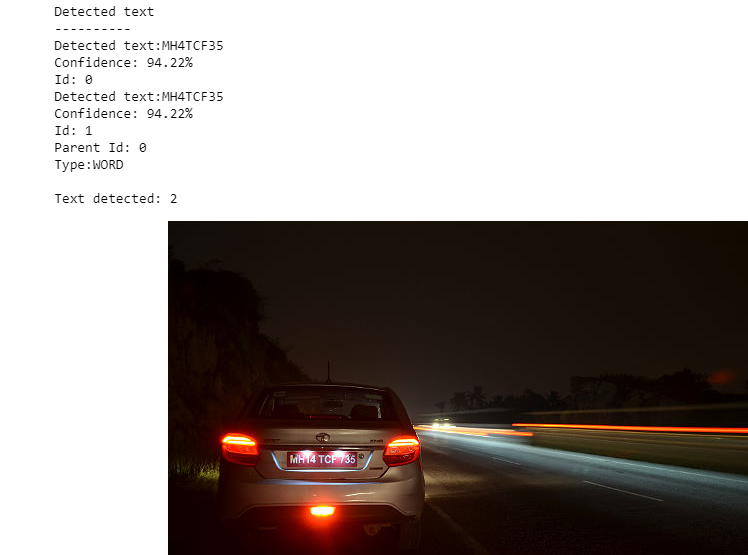 Detected text
----------
Detected text:MH4TCF35
Confidence: 94.22%
Id: 0
Detected text:MH4TCF35
Confidence: 94.22%
Id: 1
Parent Id: 0
Type:WORD
Text detected: 2
MH14 TCF 735